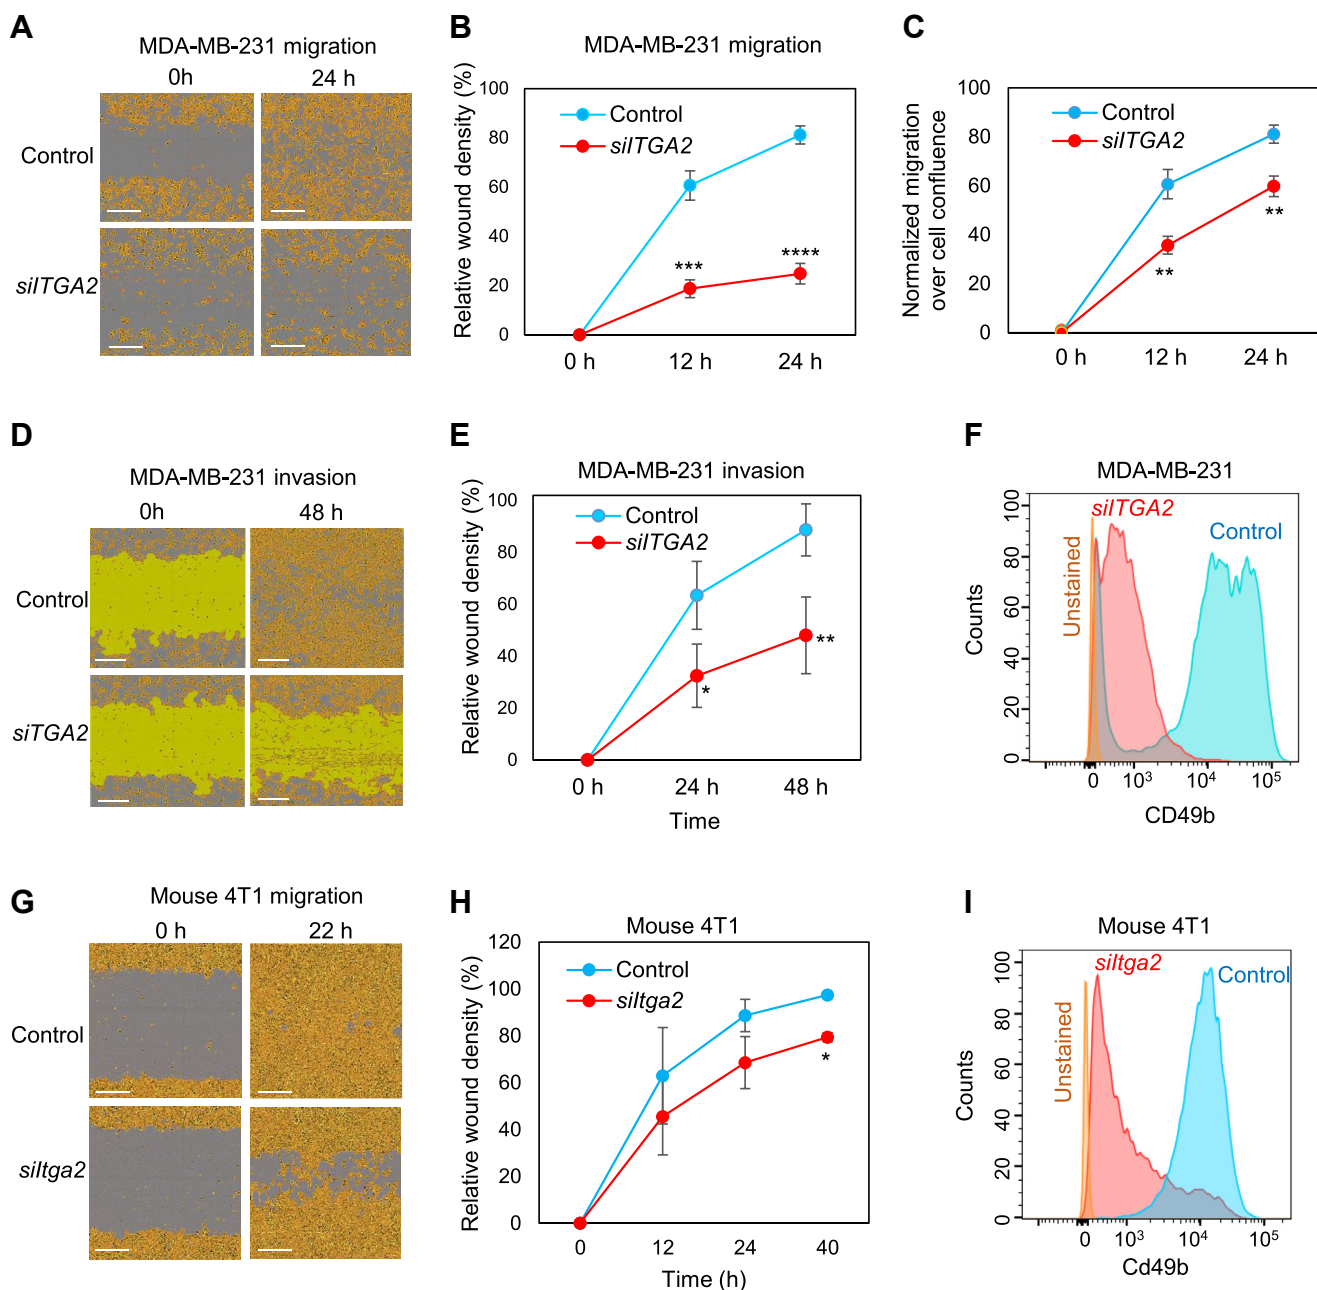 A
MDA-MB-231 migration
0h
24 h
Control
siITGA2
B
MDA-MB-231 migration
Relative wound density (%)
100
80
60
40
20
0
Control
siITGA2
***
****
0 h
12 h
24 h
C
Normalized migration
over cell confluence
100
80
60
40
20
0
Control
siITGA2
**
**
0 h
12 h
24 h
D
MDA-MB-231 invasion
0h
48 h
Control
siTGA2
E
MDA-MB-231 invasion
Relative wound density (%)
100
80
60
40
20
0
Control
siITGA2
*
**
0 h
24 h
48 h
Time
F
MDA-MB-231
Counts
100
80
60
40
20
0
Unstained
siITGA2
Control
0
10³
10⁴
10⁵
CD49b
G
Mouse 4T1 migration
0 h
22 h
Control
siItga2
H
Mouse 4T1
Relative wound density (%)
120
100
80
60
40
20
0
Control
siItga2
*
0
12
24
40
Time (h)
I
Mouse 4T1
Counts
100
80
60
40
20
0
Unstained
siItga2
Control
0
10³
10⁴
10⁵
Cd49b